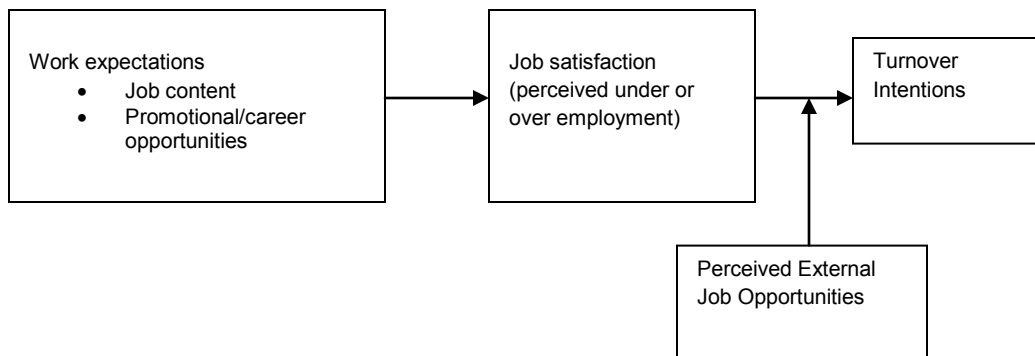 Work expectations
• Job content
• Promotional/career
opportunities
Job satisfaction
(perceived under or
over employment)
Turnover
Intentions
Perceived External
Job Opportunities